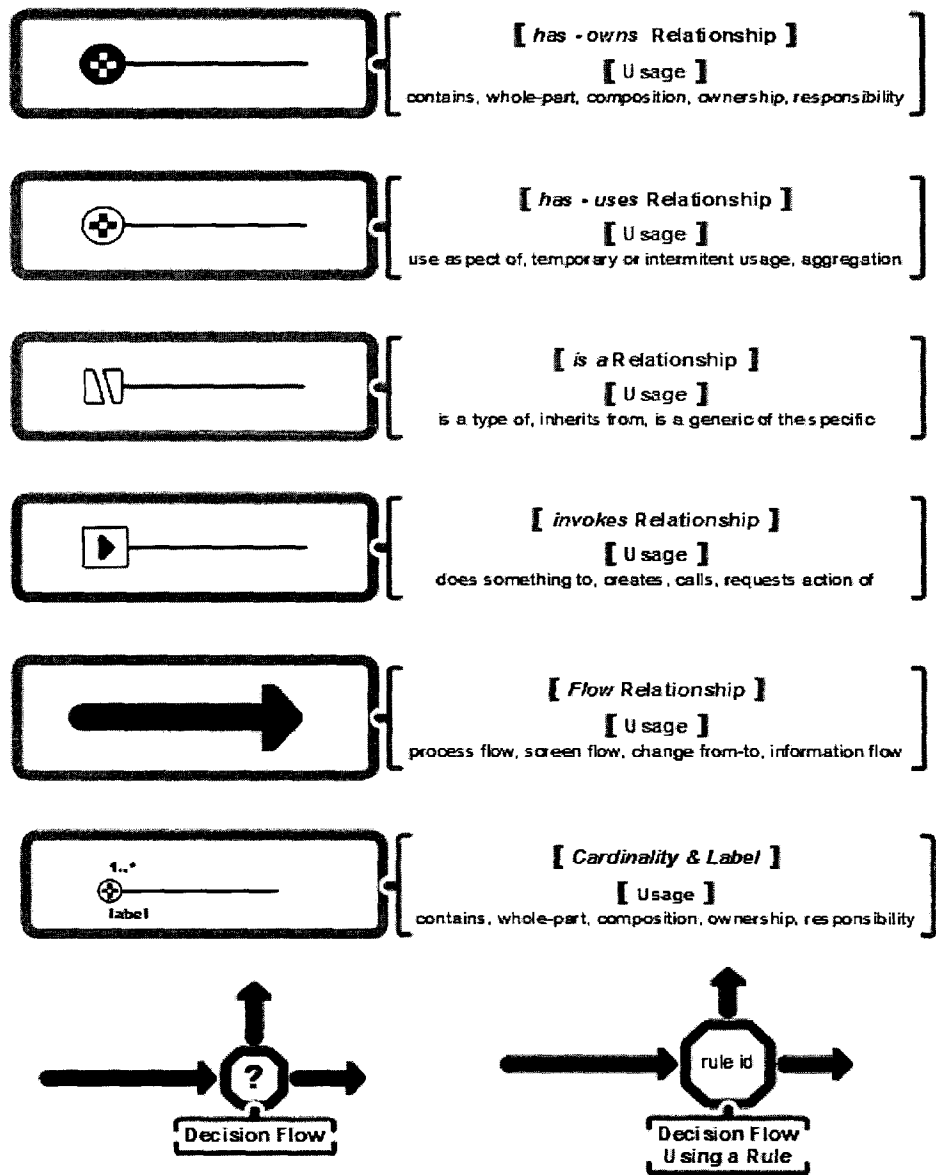 [ has - owns Relationship ]
[ Usage ]
contains, whole-part, composition, ownership, responsibility
[ has - uses Relationship ]
[ Usage ]
use aspect of, temporary or intermitent usage, aggregation
[ is a Relationship ]
[ Usage ]
is a type of, inherits from, is a generic of the specific
[ invokes Relationship ]
[ Usage ]
does something to, creates, calls, requests action of
[ Flow Relationship ]
[ Usage ]
process flow, screen flow, change from-to, information flow
1..*
label
[ Cardinality & Label ]
[ Usage ]
contains, whole-part, composition, ownership, responsibility
?
Decision Flow
rule id
Decision Flow
Using a Rule